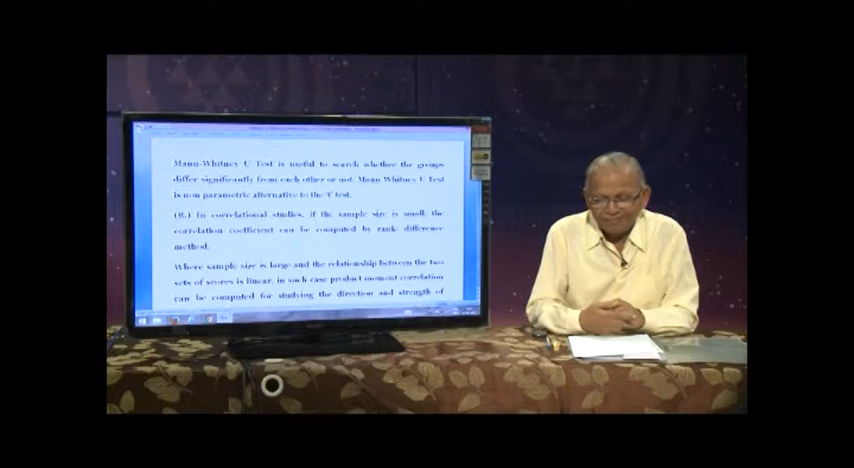 Mann-Whitney U Test is useful to search whether the groups
differ significantly from each other or not. Mann Whitney U Test
is non parametric alternative to the 't' test.
(B.) In correlational studies, if the sample size is small, the
correlation coefficient can be computed by rank difference
method.
Where sample size is large and the relationship between the two
sets of scores is linear, in such case product moment correlation
can be computed for studying the direction and strength of